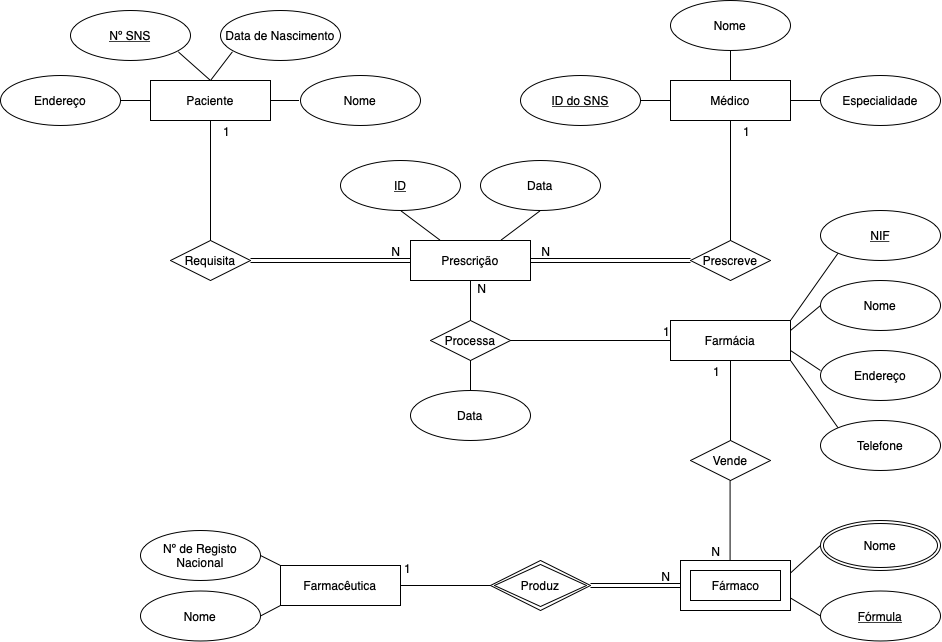 Nome
Nº SNS
Data de Nascimento
Endereço
Paciente
Nome
ID do SNS
Médico
Especialidade
1
1
ID
Data
NIF
N
N
Requisita
Prescrição
Prescreve
N
Nome
1
Processa
Farmácia
1
Endereço
Data
Telefone
Vende
Nº de Registo
Nacional
N
Nome
1
N
Farmacêutica
Produz
Fármaco
Nome
Fórmula